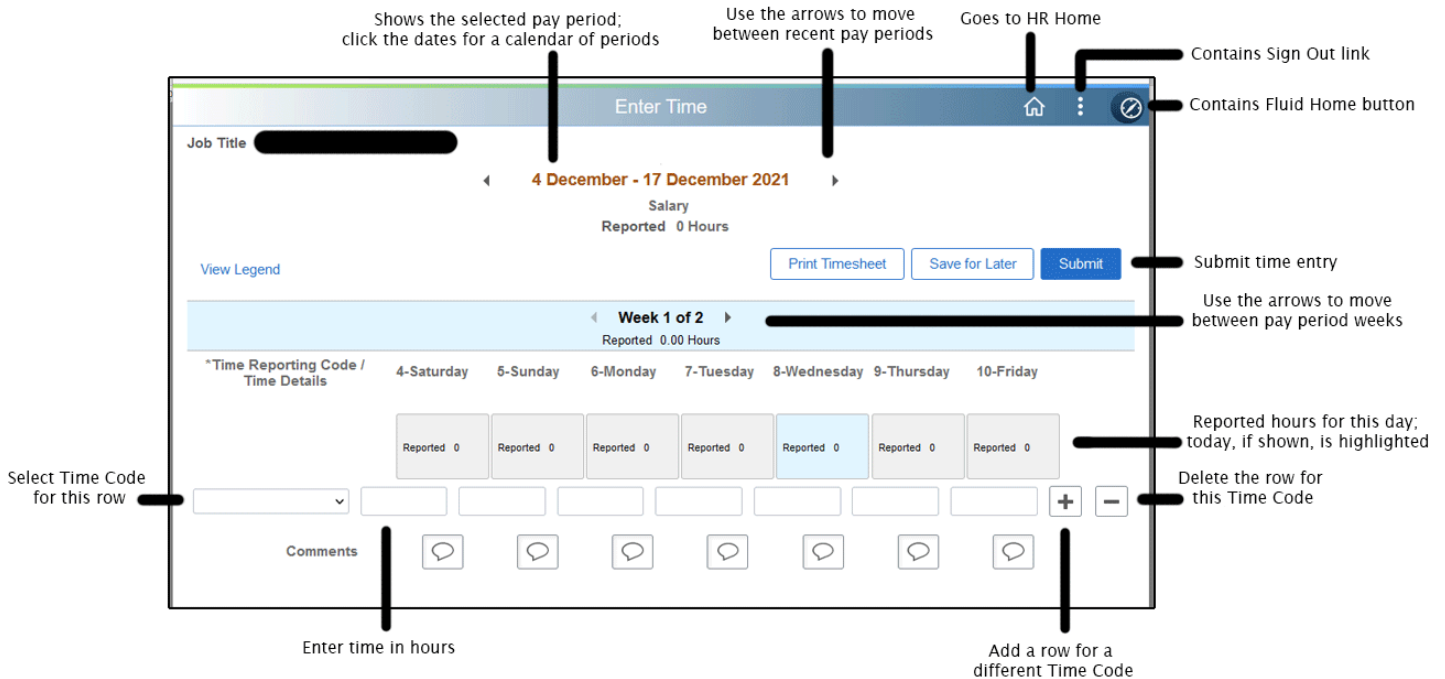 Shows the selected pay period;
click the dates for a calendar of periods
Use the arrows to move
between recent pay periods
Goes to HR Home
Contains Sign Out link
Contains Fluid Home button
Enter Time
Job Title
4 December - 17 December 2021
Salary
Reported 0 Hours
View Legend
Print Timesheet
Save for Later
Submit
Submit time entry
Week 1 of 2
Reported 0.00 Hours
Use the arrows to move
between pay period weeks
*Time Reporting Code /
Time Details
4-Saturday 5-Sunday 6-Monday 7-Tuesday 8-Wednesday 9-Thursday 10-Friday
Reported 0 Reported 0 Reported 0 Reported 0 Reported 0 Reported 0 Reported 0
Reported hours for this day;
today, if shown, is highlighted
Select Time Code
for this row
Delete the row for
this Time Code
Comments
Enter time in hours
Add a row for a
different Time Code